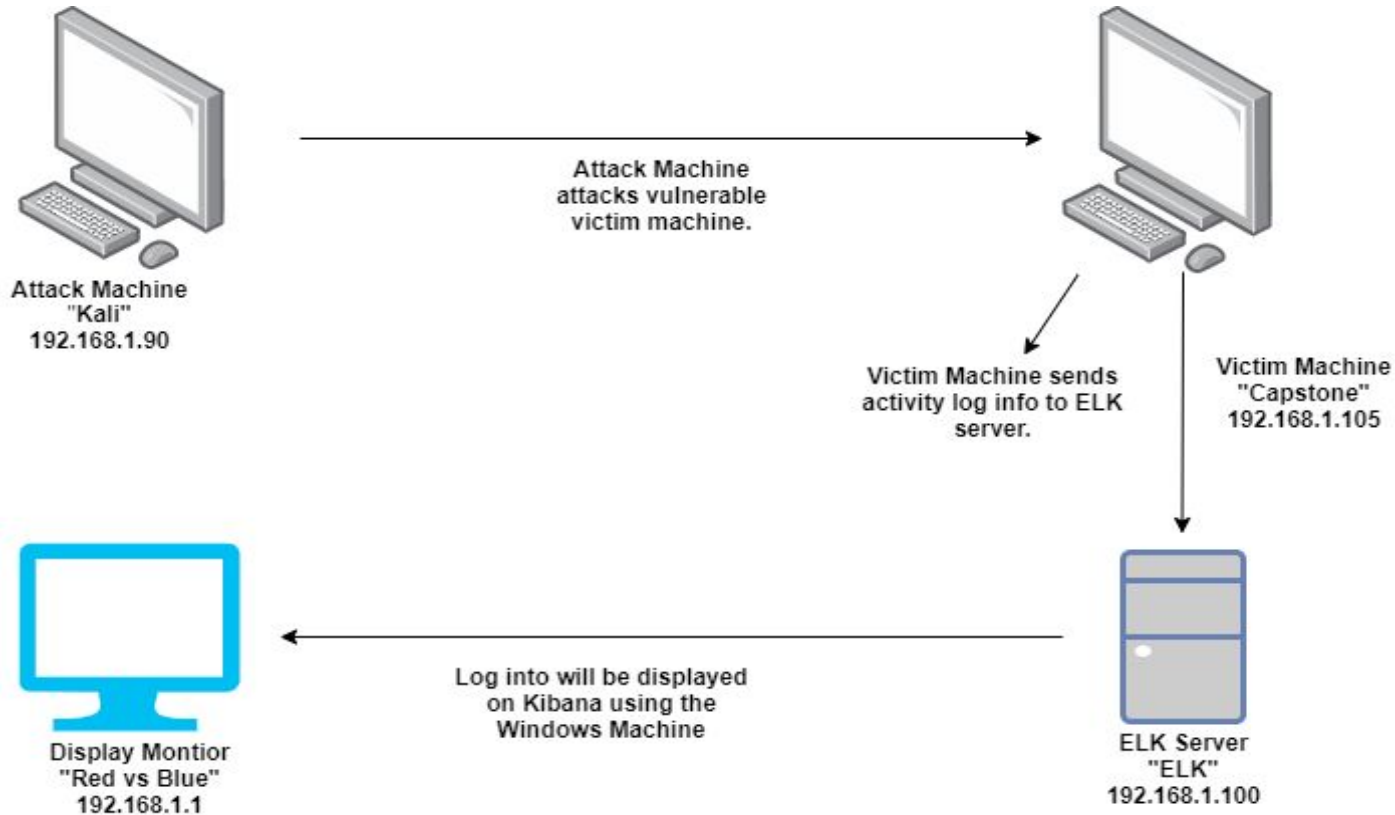 Attack Machine
attacks vulnerable
victim machine.
Attack Machine
"Kali"
192.168.1.90
Victim Machine sends
activity log info to ELK
server.
Victim Machine
"Capstone"
192.168.1.105
Log into will be displayed
on Kibana using the
Windows Machine
Display Montior
"Red vs Blue"
192.168.1.1
ELK Server
"ELK"
192.168.1.100